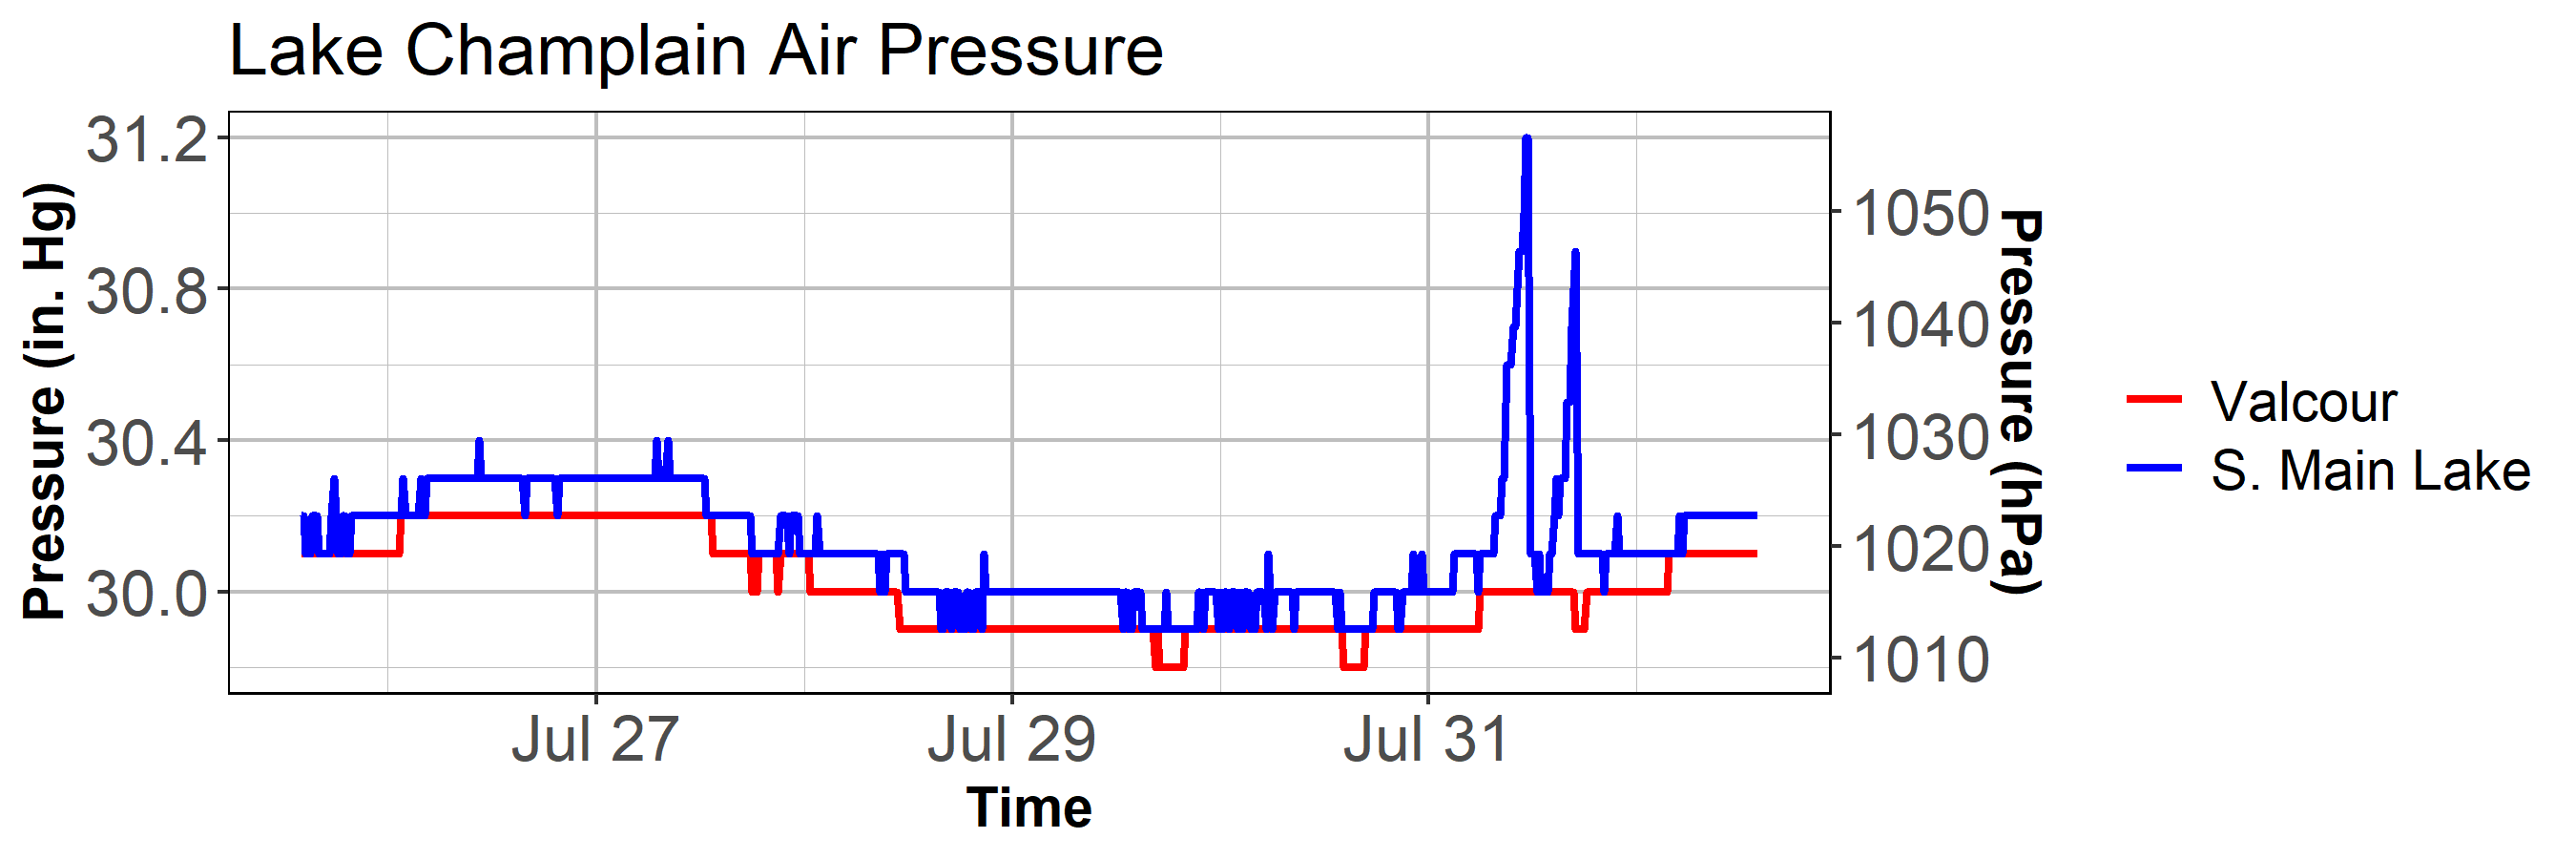 Lake Champlain Air Pressure
31.2
30.8
30.4
30.0
Pressure (in. Hg)
1050
1040
1030
1020
1010
Pressure (hPa)
Jul 27
Jul 29
Jul 31
Time
Valcour
S. Main Lake